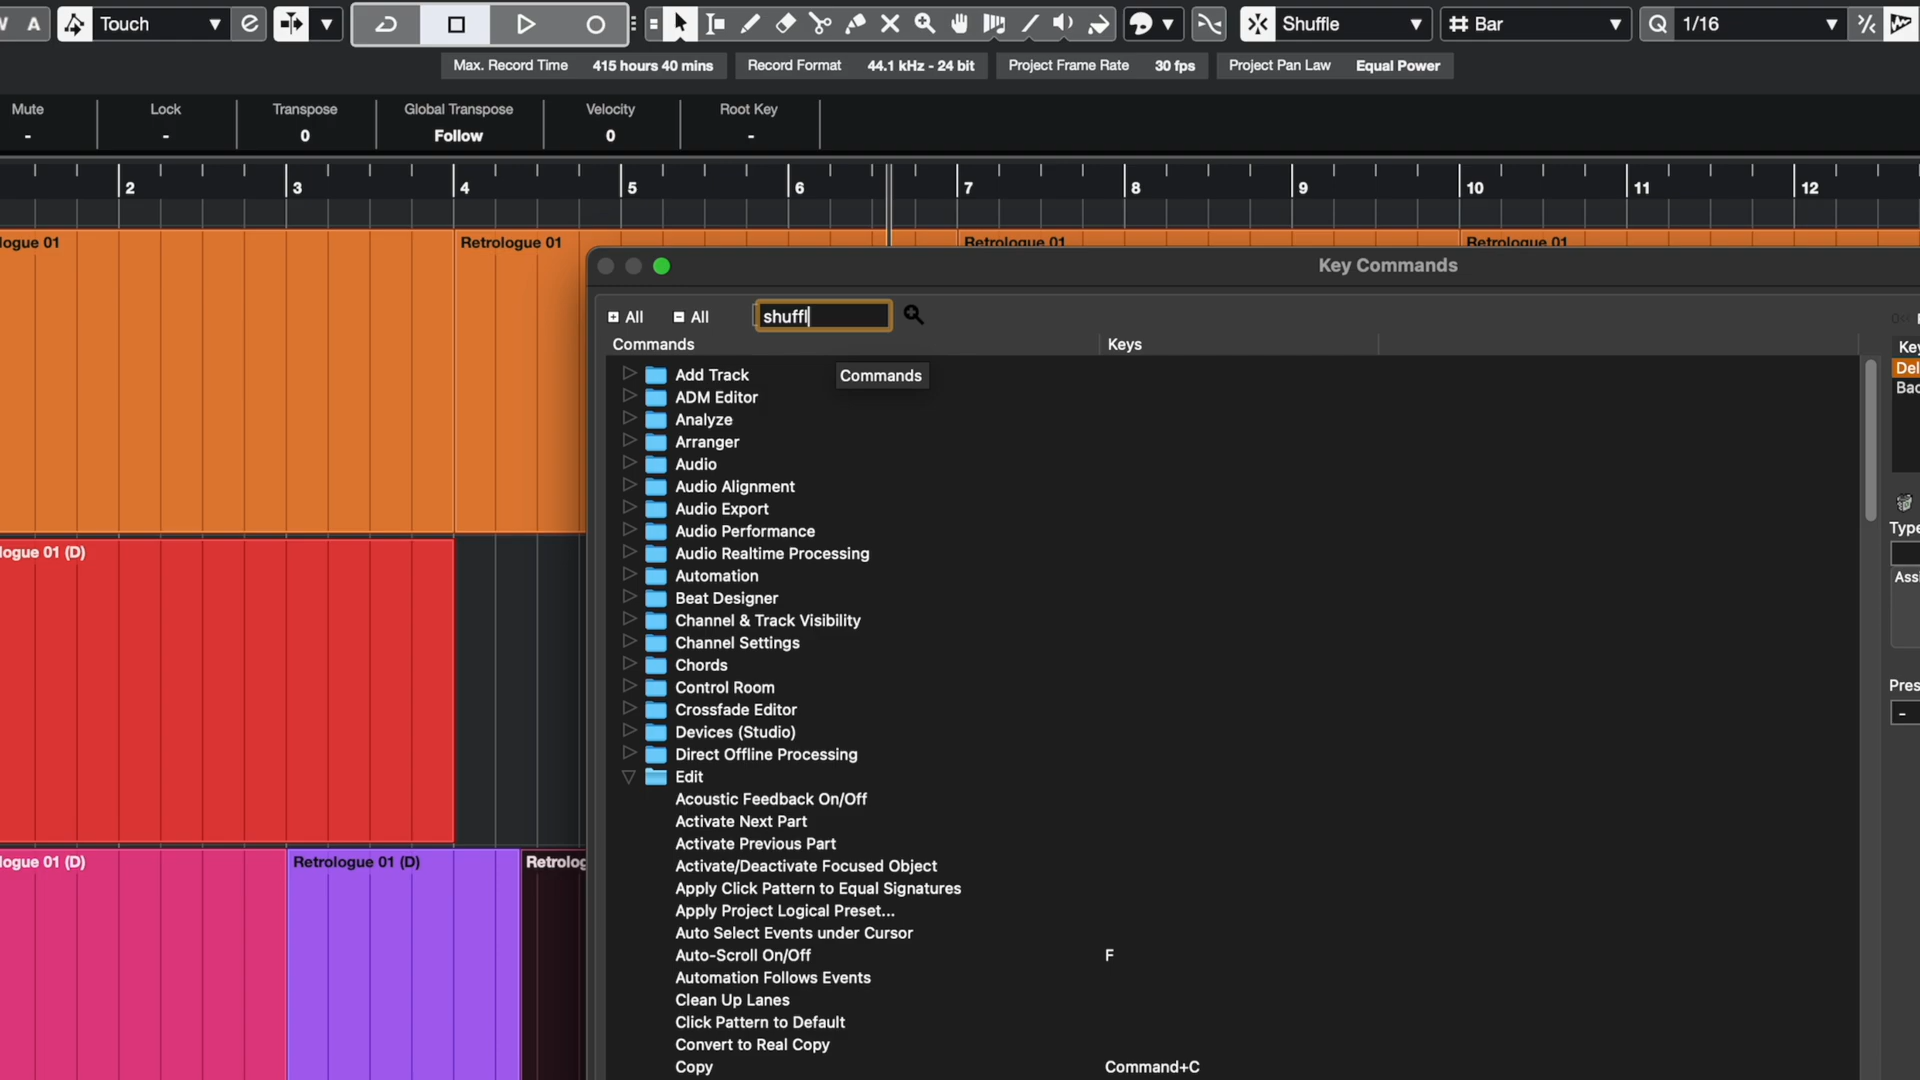 A Touch Shuffle Bar 1/16
Max. Record Time 415 hours 40 mins Record Format 44.1 kHz - 24 bit Project Frame Rate 30 fps Project Pan Law Equal Power
Mute Lock Transpose Global Transpose Velocity Root Key
- - 0 Follow 0 -
2 3 4 5 6 7 8 9 10 11 12
logue 01 Retrologue 01 Retrologue 01 Retrologue 01
Key Commands
All All shuffl
Commands Keys
Key
Add Track
Commands
Del
ADM Editor
Bac
Analyze
Arranger
Audio
Audio Alignment
Audio Export
Type
Audio Performance
logue 01 (D)
Audio Realtime Processing
Automation
Assi
Beat Designer
Channel & Track Visibility
Channel Settings
Chords
Control Room
Pres
Crossfade Editor
-
Devices (Studio)
Direct Offline Processing
Edit
Acoustic Feedback On/Off
Activate Next Part
Activate Previous Part
logue 01 (D) Retrologue 01 (D) Retrolog
Activate/Deactivate Focused Object
Apply Click Pattern to Equal Signatures
Apply Project Logical Preset...
Auto Select Events under Cursor
Auto-Scroll On/Off F
Automation Follows Events
Clean Up Lanes
Click Pattern to Default
Convert to Real Copy
Copy Command+C